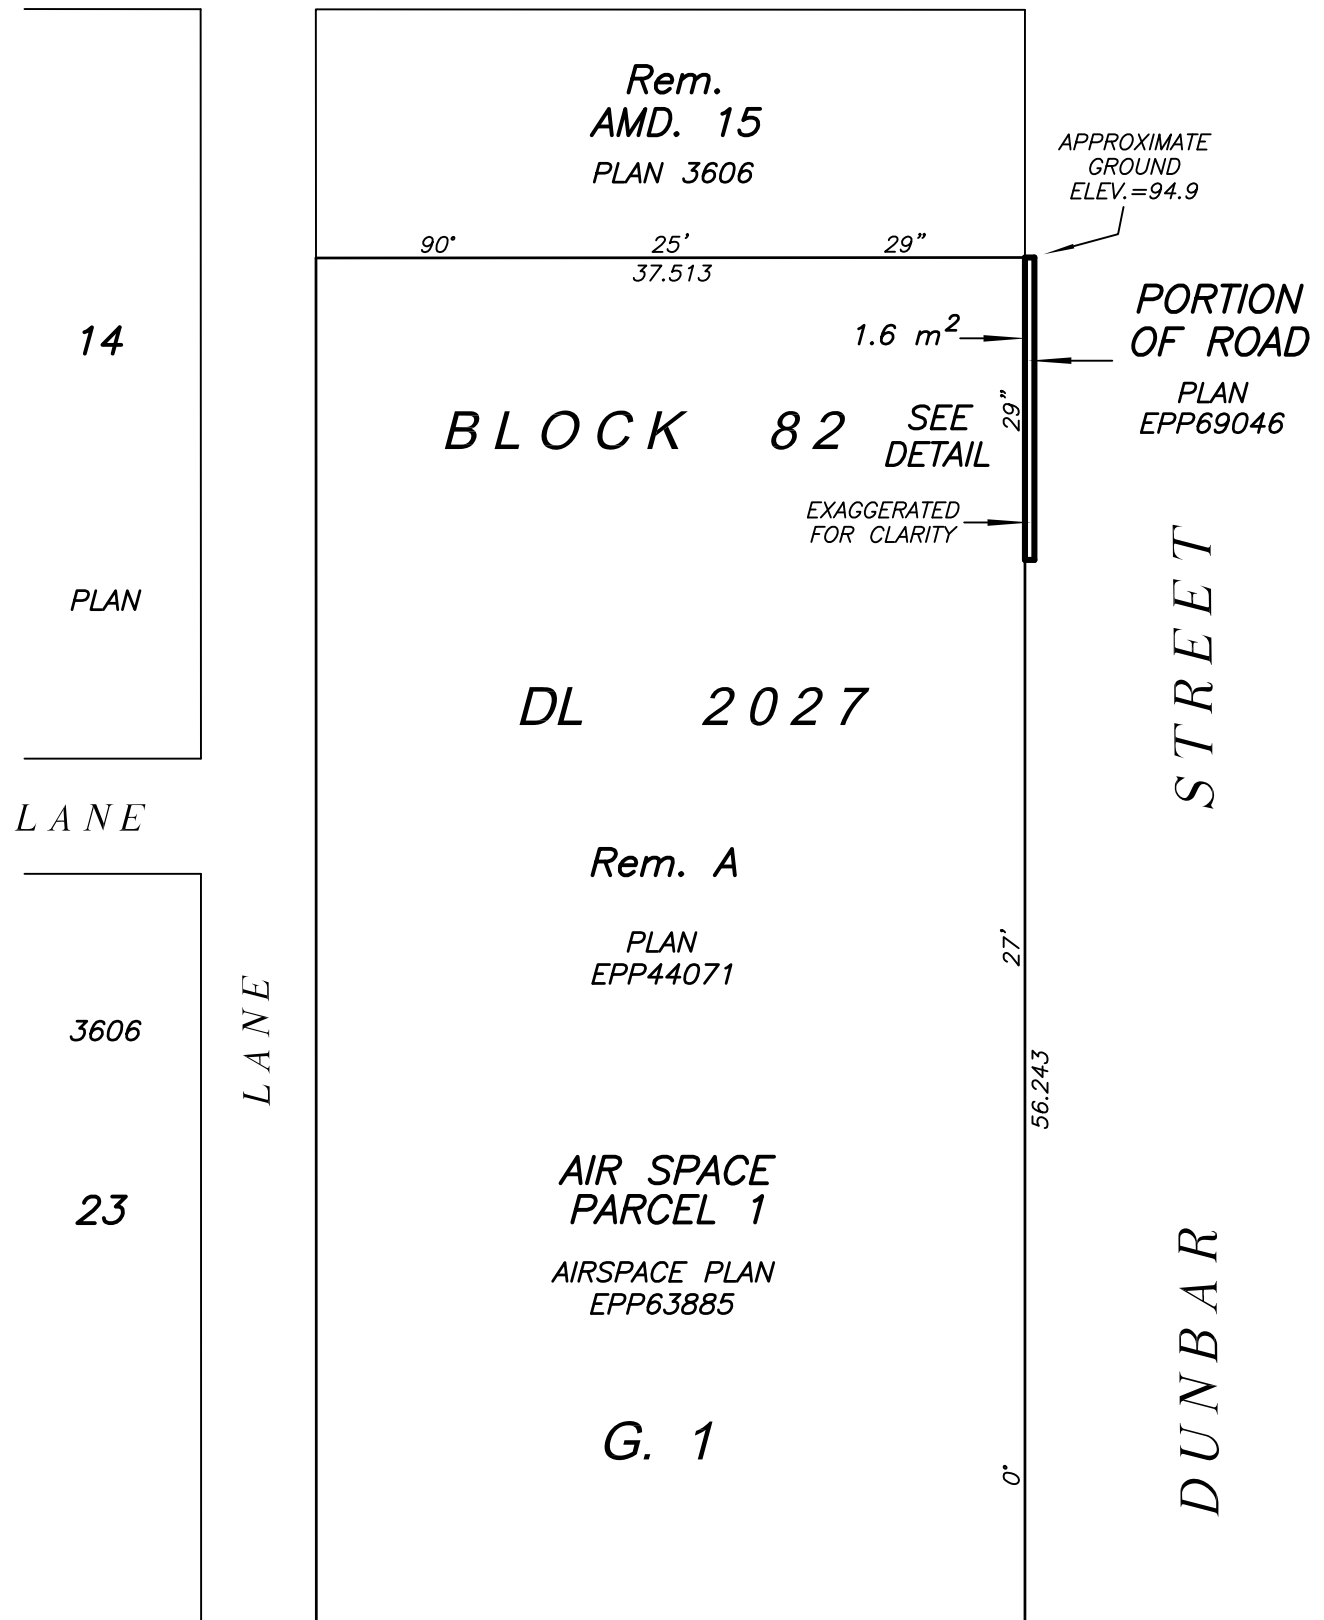 Rem.
AMD. 15
PLAN 3606
APPROXIMATE
GROUND
ELEV.=94.9
90° 25' 29"
37.513
PORTION
OF ROAD
PLAN
EPP69046
1.6 m²
14
BLOCK 82
SEE
DETAIL
29"
EXAGGERATED
FOR CLARITY
PLAN
DL 2027
LANE
Rem. A
PLAN
EPP44071
27'
LANE
3606
56.243
AIR SPACE
PARCEL 1
23
AIRSPACE PLAN
EPP63885
G. 1
0°
DUNBAR STREET